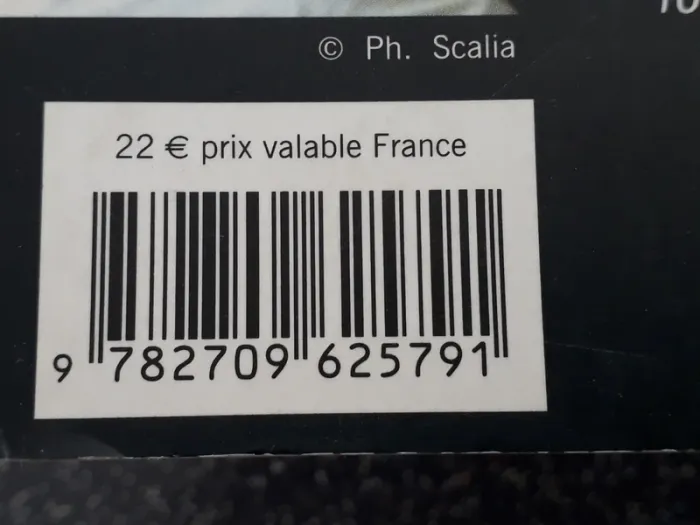 © Ph. Scalia
22 € prix valable France
9 782709 625791